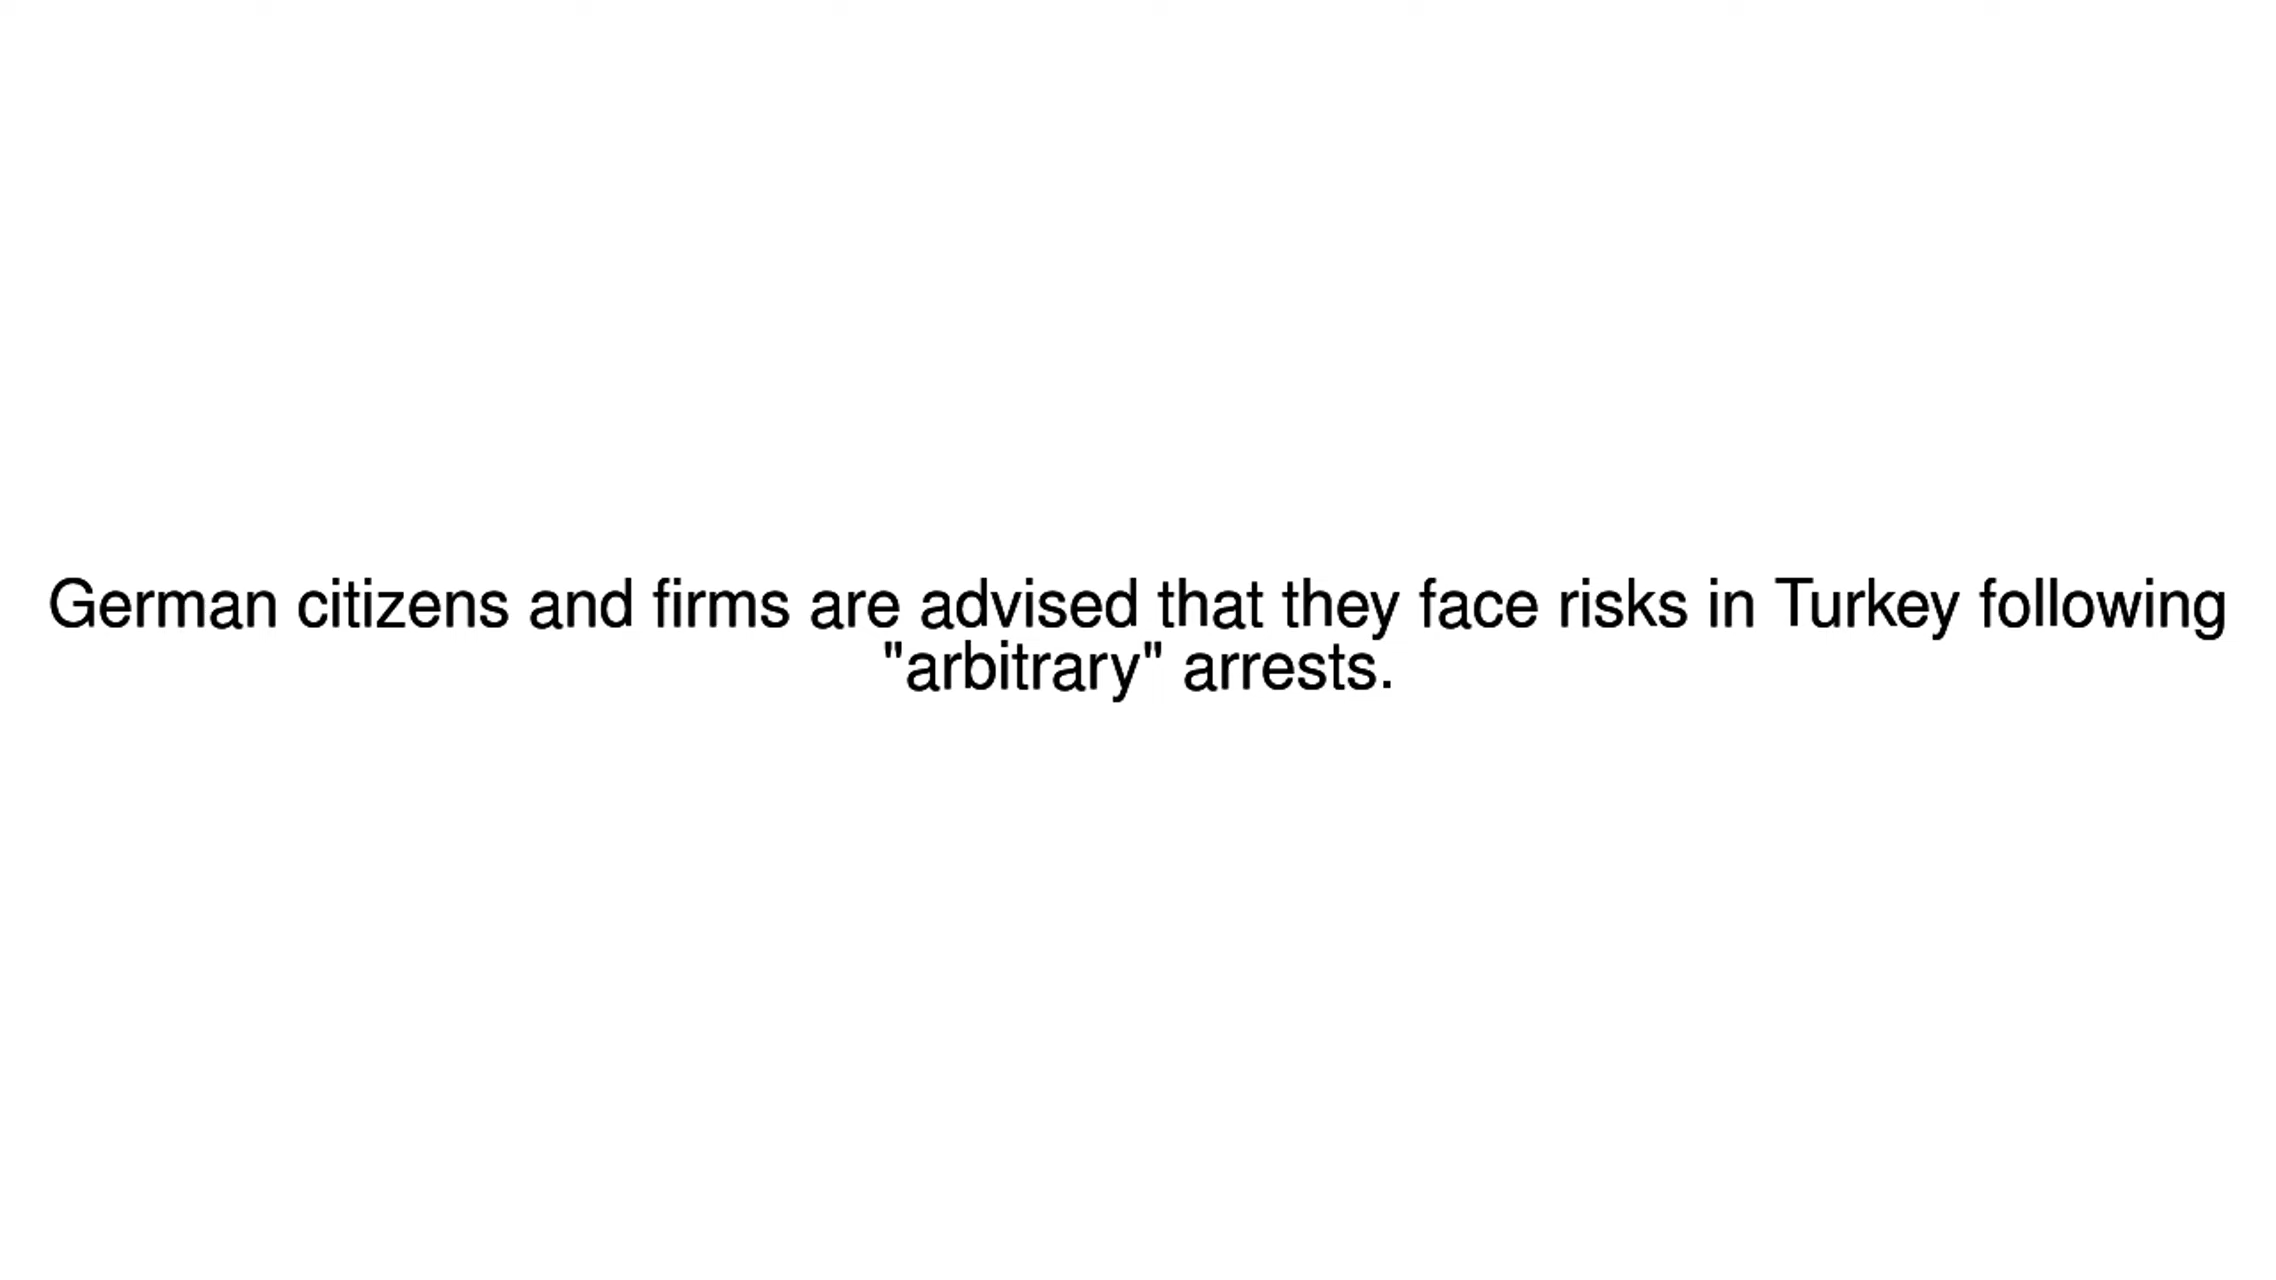 German citizens and firms are advised that they face risks in Turkey following
"arbitrary" arrests.